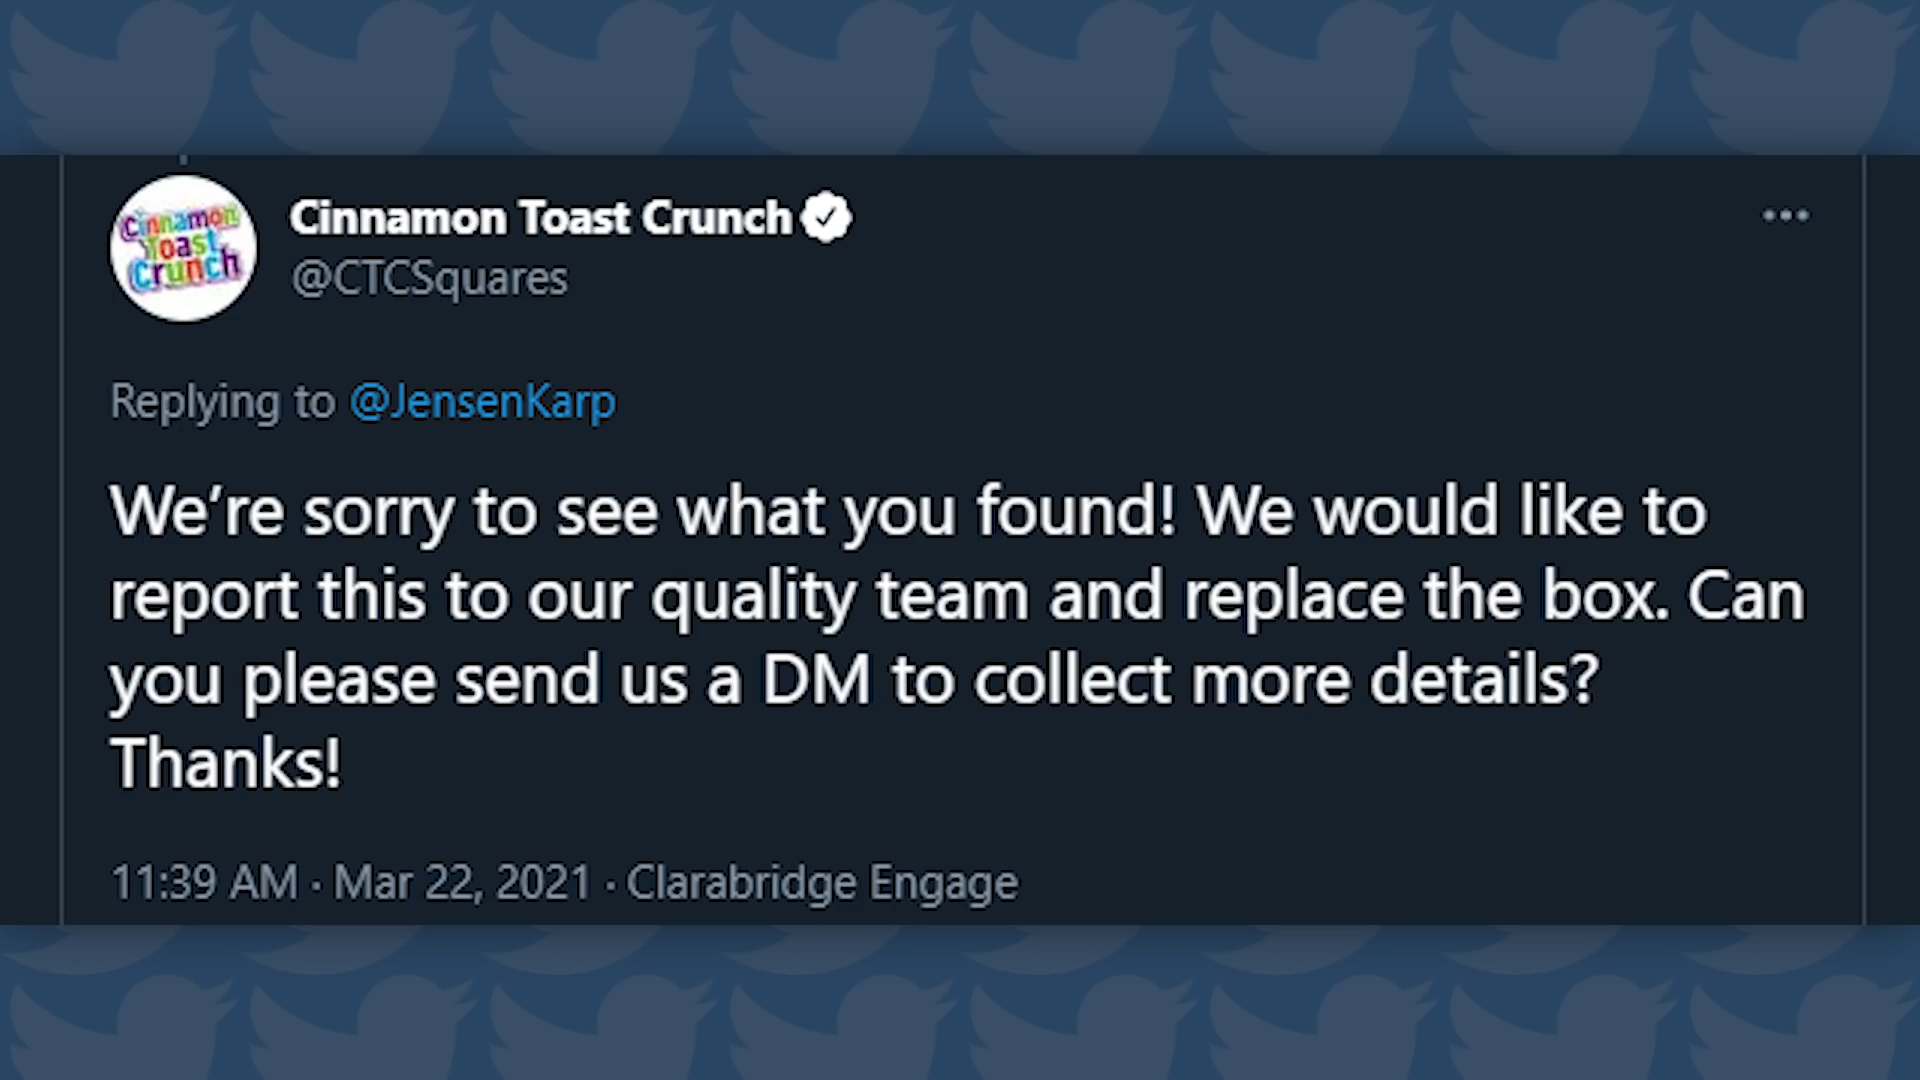 Cinnamon
Toast
Crunch
Cinnamon Toast Crunch
@CTCSquares
Replying to @JensenKarp
We’re sorry to see what you found! We would like to
report this to our quality team and replace the box. Can
you please send us a DM to collect more details?
Thanks!
11:39 AM · Mar 22, 2021 · Clarabridge Engage